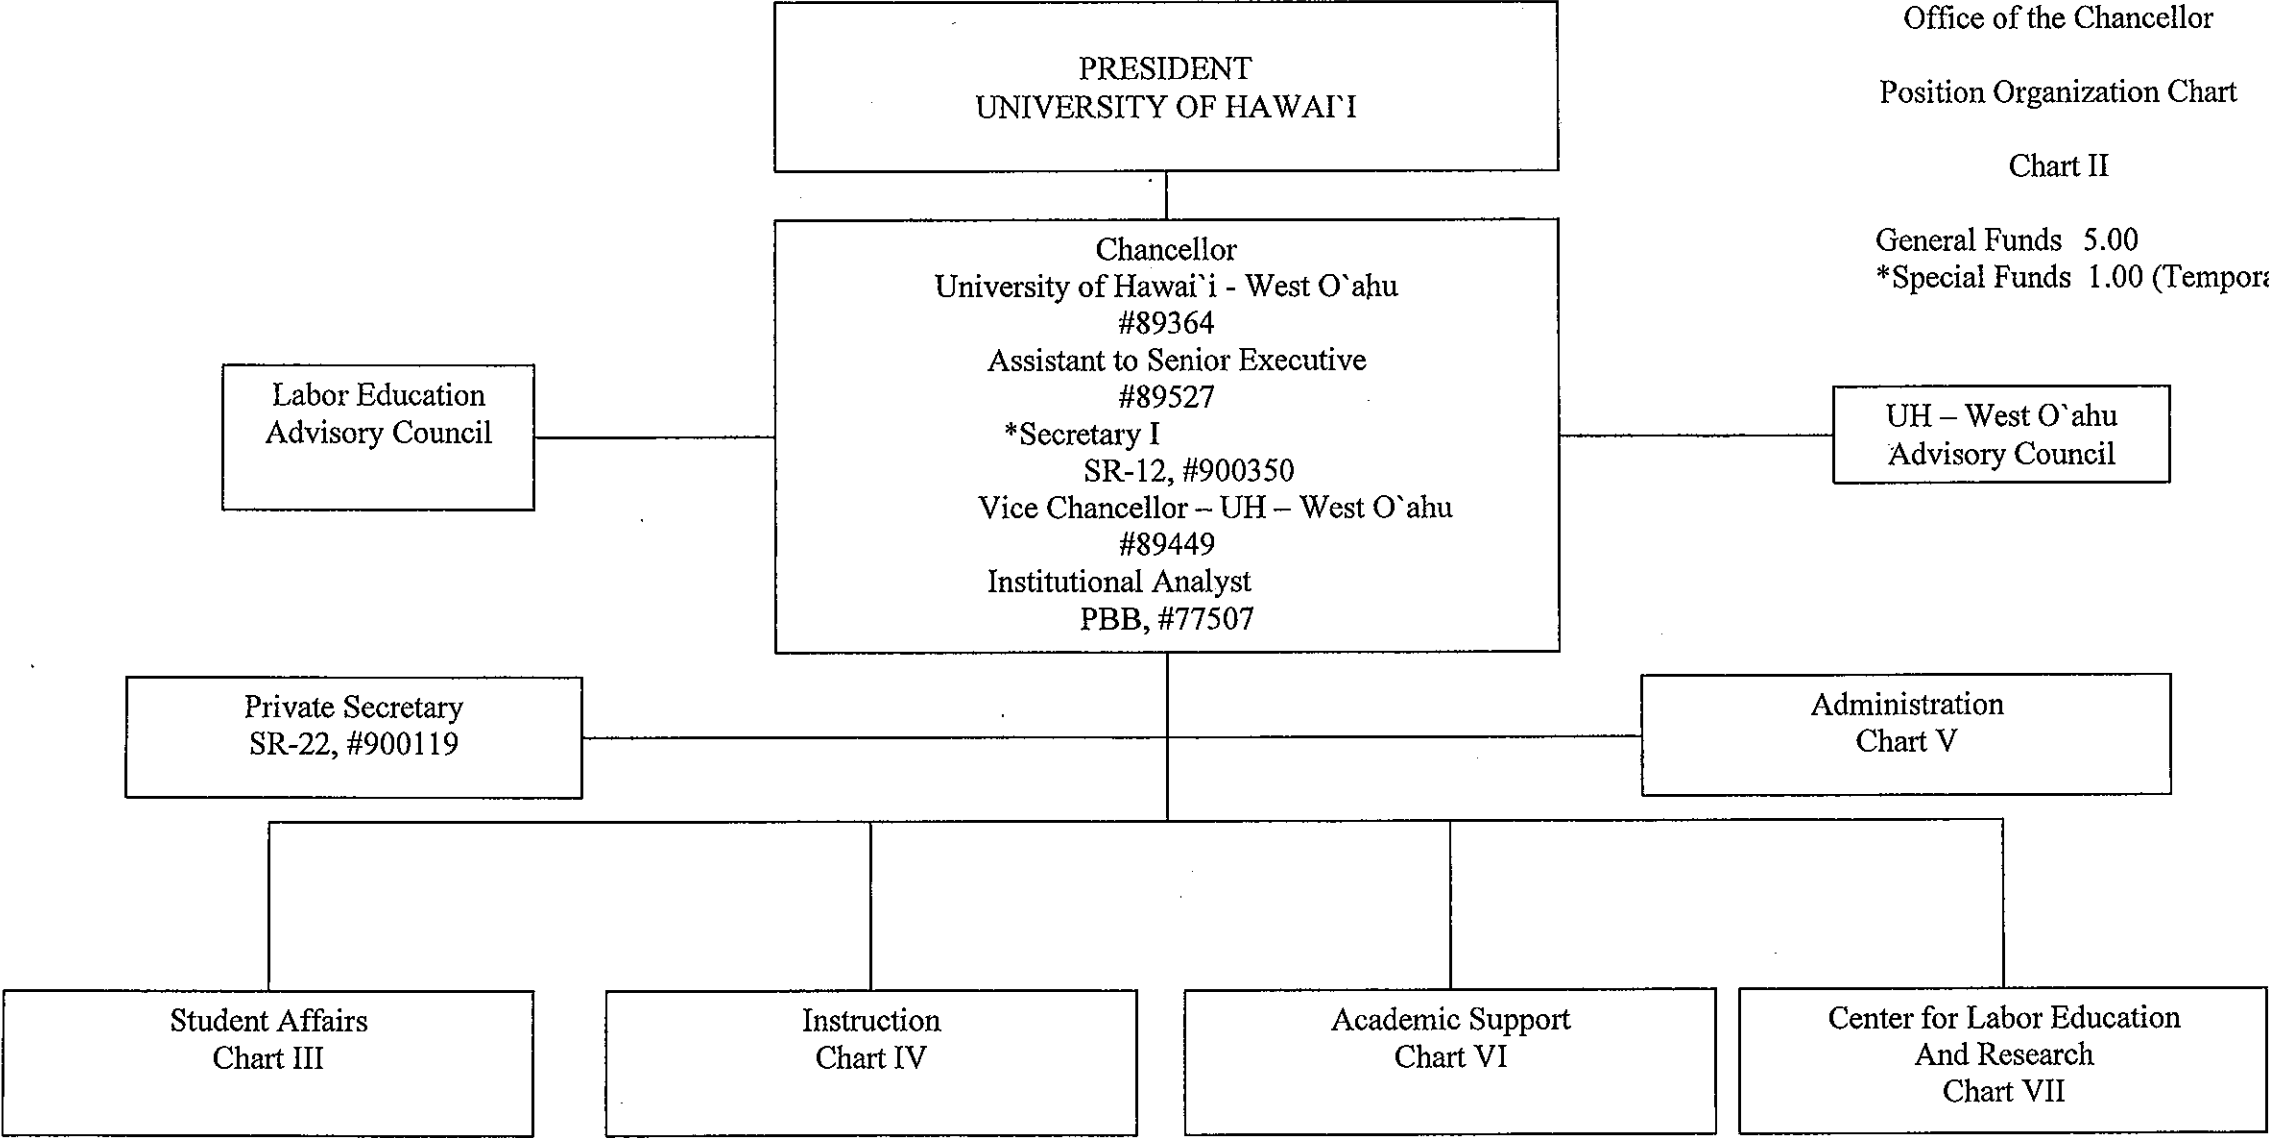 Office of the Chancellor
Position Organization Chart
Chart II
General Funds 5.00
*Special Funds 1.00
PRESIDENT
UNIVERSITY OF HAWAI`I
Chancellor
University of Hawai`i - West O`ahu
#89364
Assistant to Senior Executive
#89527
*Secretary I
SR-12, #900350
Vice Chancellor – UH – West O`ahu
#89449
Institutional Analyst
PBB, #77507
Labor Education
Advisory Council
UH – West O`ahu
Advisory Council
Private Secretary
SR-22, #900119
Administration
Chart V
Student Affairs
Chart III
Instruction
Chart IV
Academic Support
Chart VI
Center for Labor Education
And Research
Chart VII